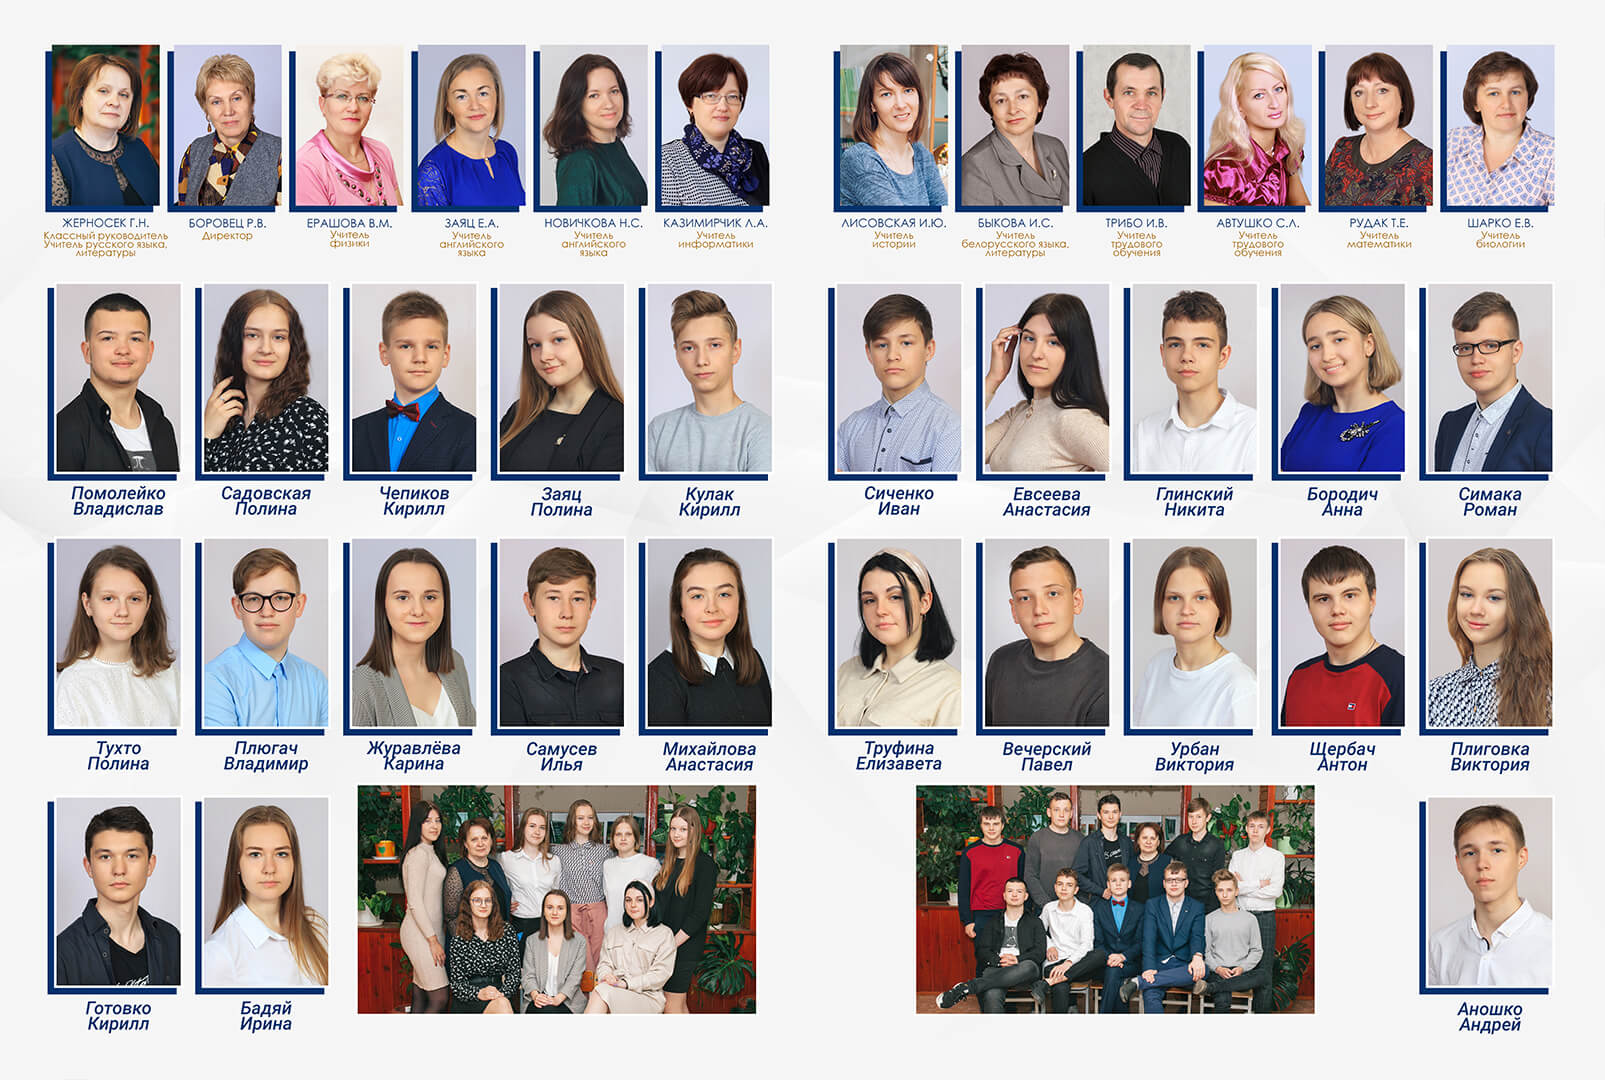 ЖЕРНОСЕК Г.Н.
Классный руководитель
Учитель русского языка,
литературы
БОРОВЕЦ Р.В.
Директор
ЕРАШОВА В.М.
Учитель
физики
ЗАЯЦ Е.А.
Учитель
английского
языка
НОВИЧКОВА Н.С.
Учитель
английского
языка
КАЗИМИРЧИК Л.А.
Учитель
информатики
ЛИСОВСКАЯ И.Ю.
Учитель
истории
БЫКОВА И.С.
Учитель
белорусского языка,
литературы
ТРИБО И.В.
Учитель
трудового
обучения
АВТУШКО С.Л.
Учитель
трудового
обучения
РУДАК Т.Е.
Учитель
математики
ШАРКО Е.В.
Учитель
биологии
Помолейко
Владислав
Садовская
Полина
Чепиков
Кирилл
Заяц
Полина
Кулак
Кирилл
Сиченко
Иван
Евсеева
Анастасия
Глинский
Никита
Бородич
Анна
Симака
Роман
Тухто
Полина
Плюгач
Владимир
Журавлёва
Карина
Самусев
Илья
Михайлова
Анастасия
Труфина
Елизавета
Вечерский
Павел
Урбан
Виктория
Щербач
Антон
Плиговка
Виктория
Готовко
Кирилл
Бадяй
Ирина
Аношко
Андрей